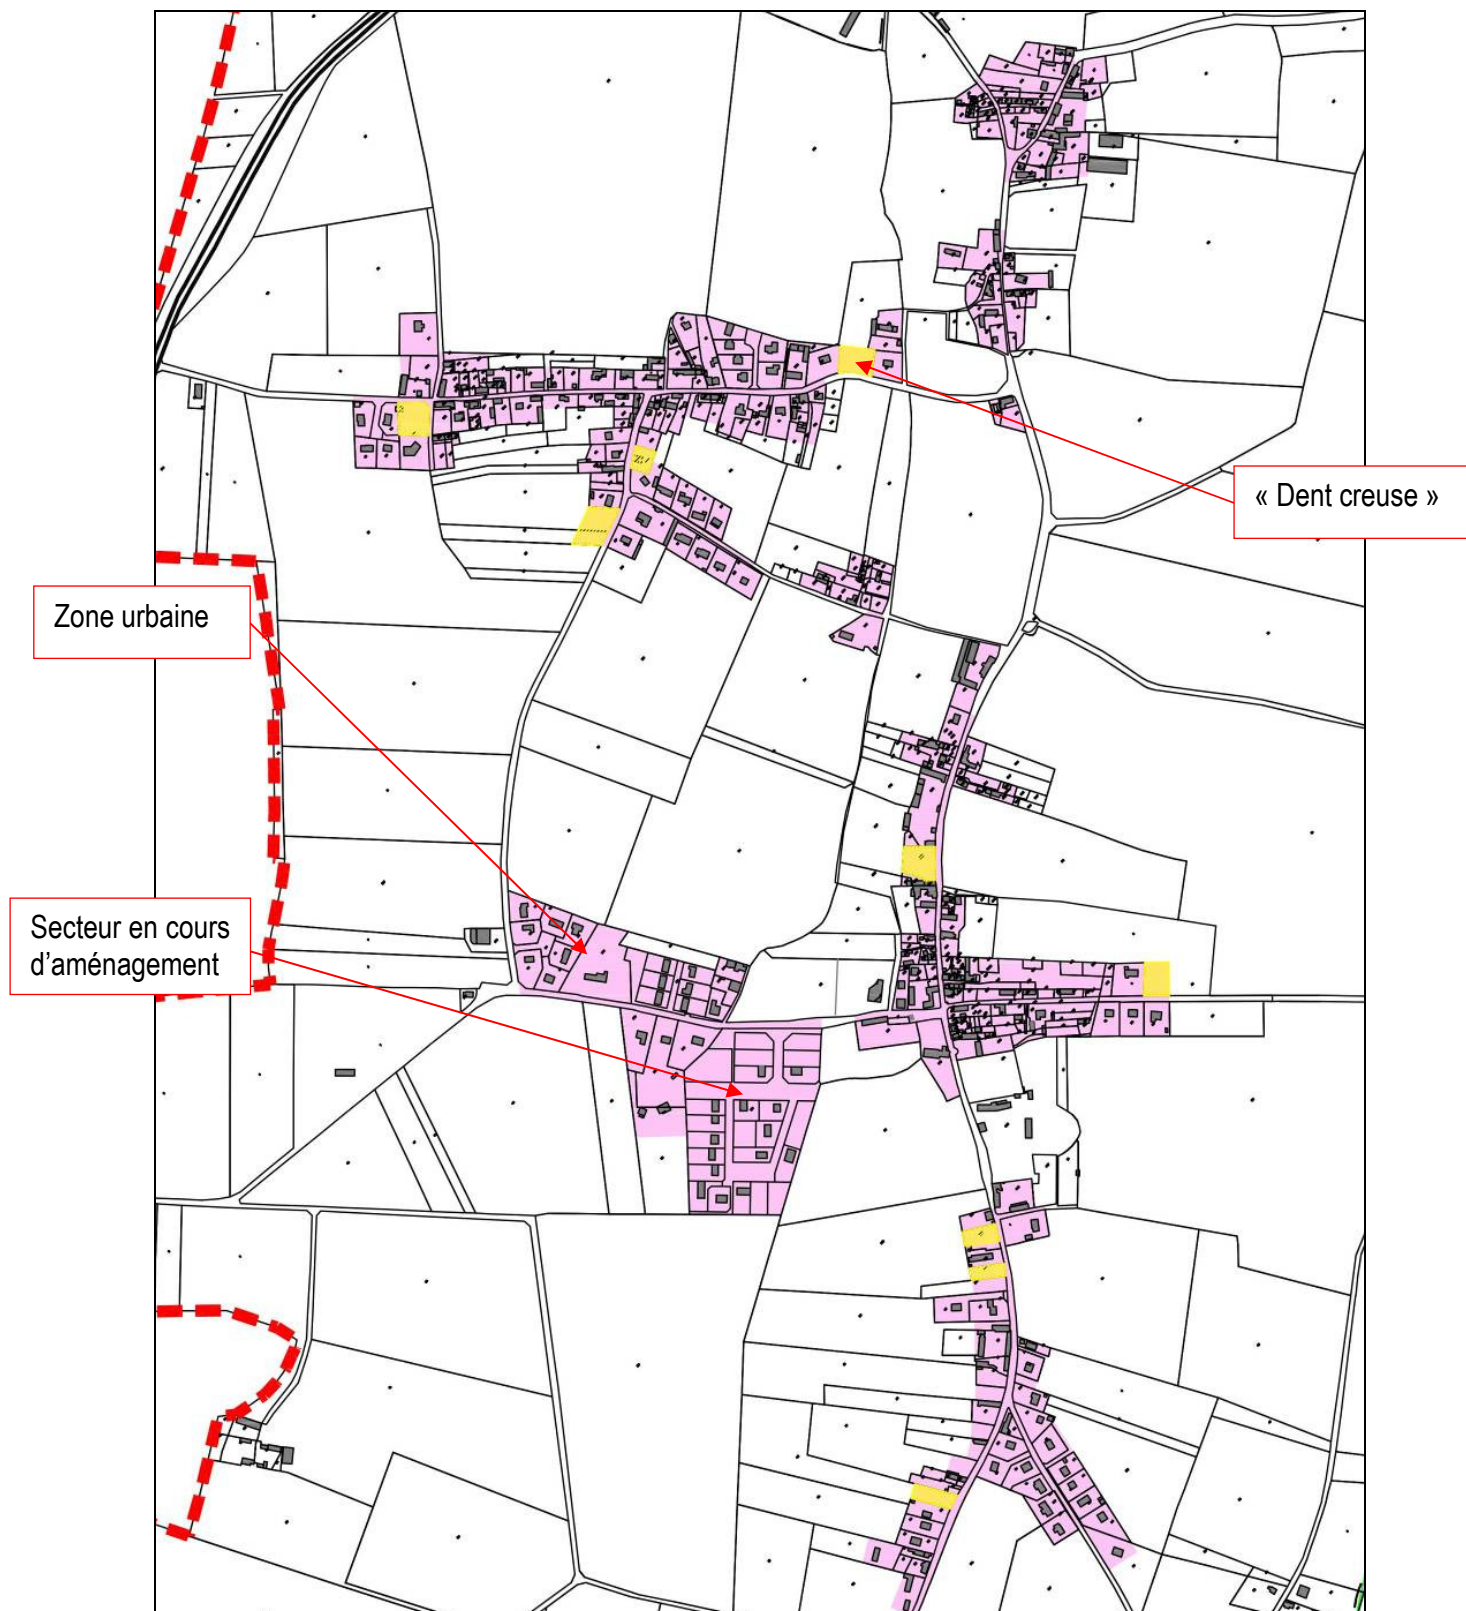 « Dent creuse »
Zone urbaine
Secteur en cours
d’aménagement